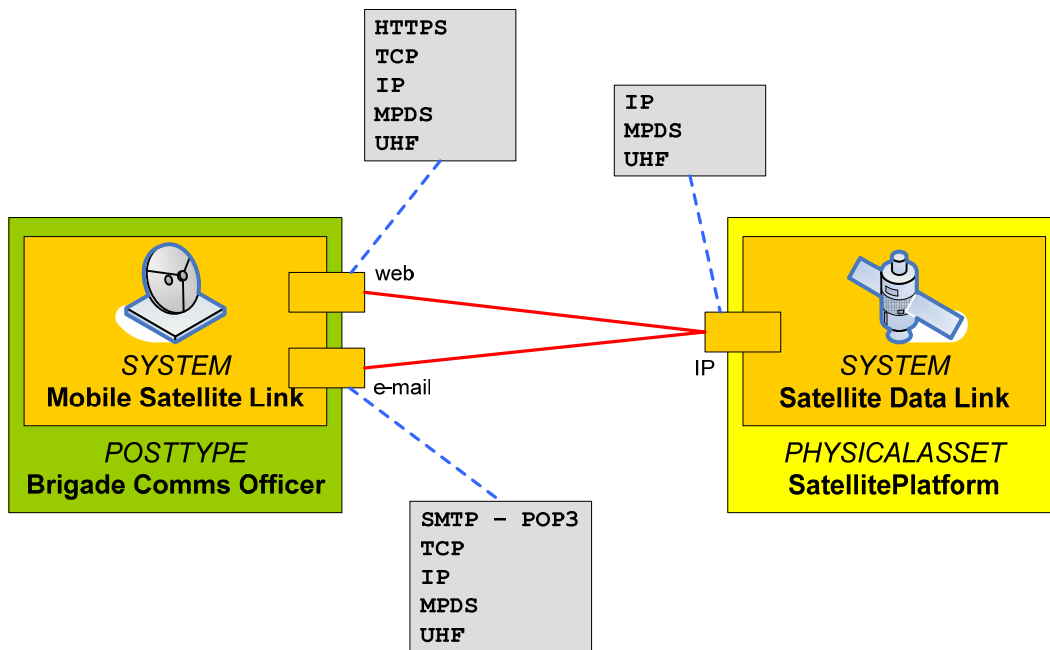 HTTPS
TCP
IP
MPDS
UHF
IP
MPDS
UHF
web
e-mail
IP
SYSTEM
Mobile Satellite Link
POSTTYPE
Brigade Comms Officer
SYSTEM
Satellite Data Link
PHYSICALASSET
SatellitePlatform
SMTP – POP3
TCP
IP
MPDS
UHF